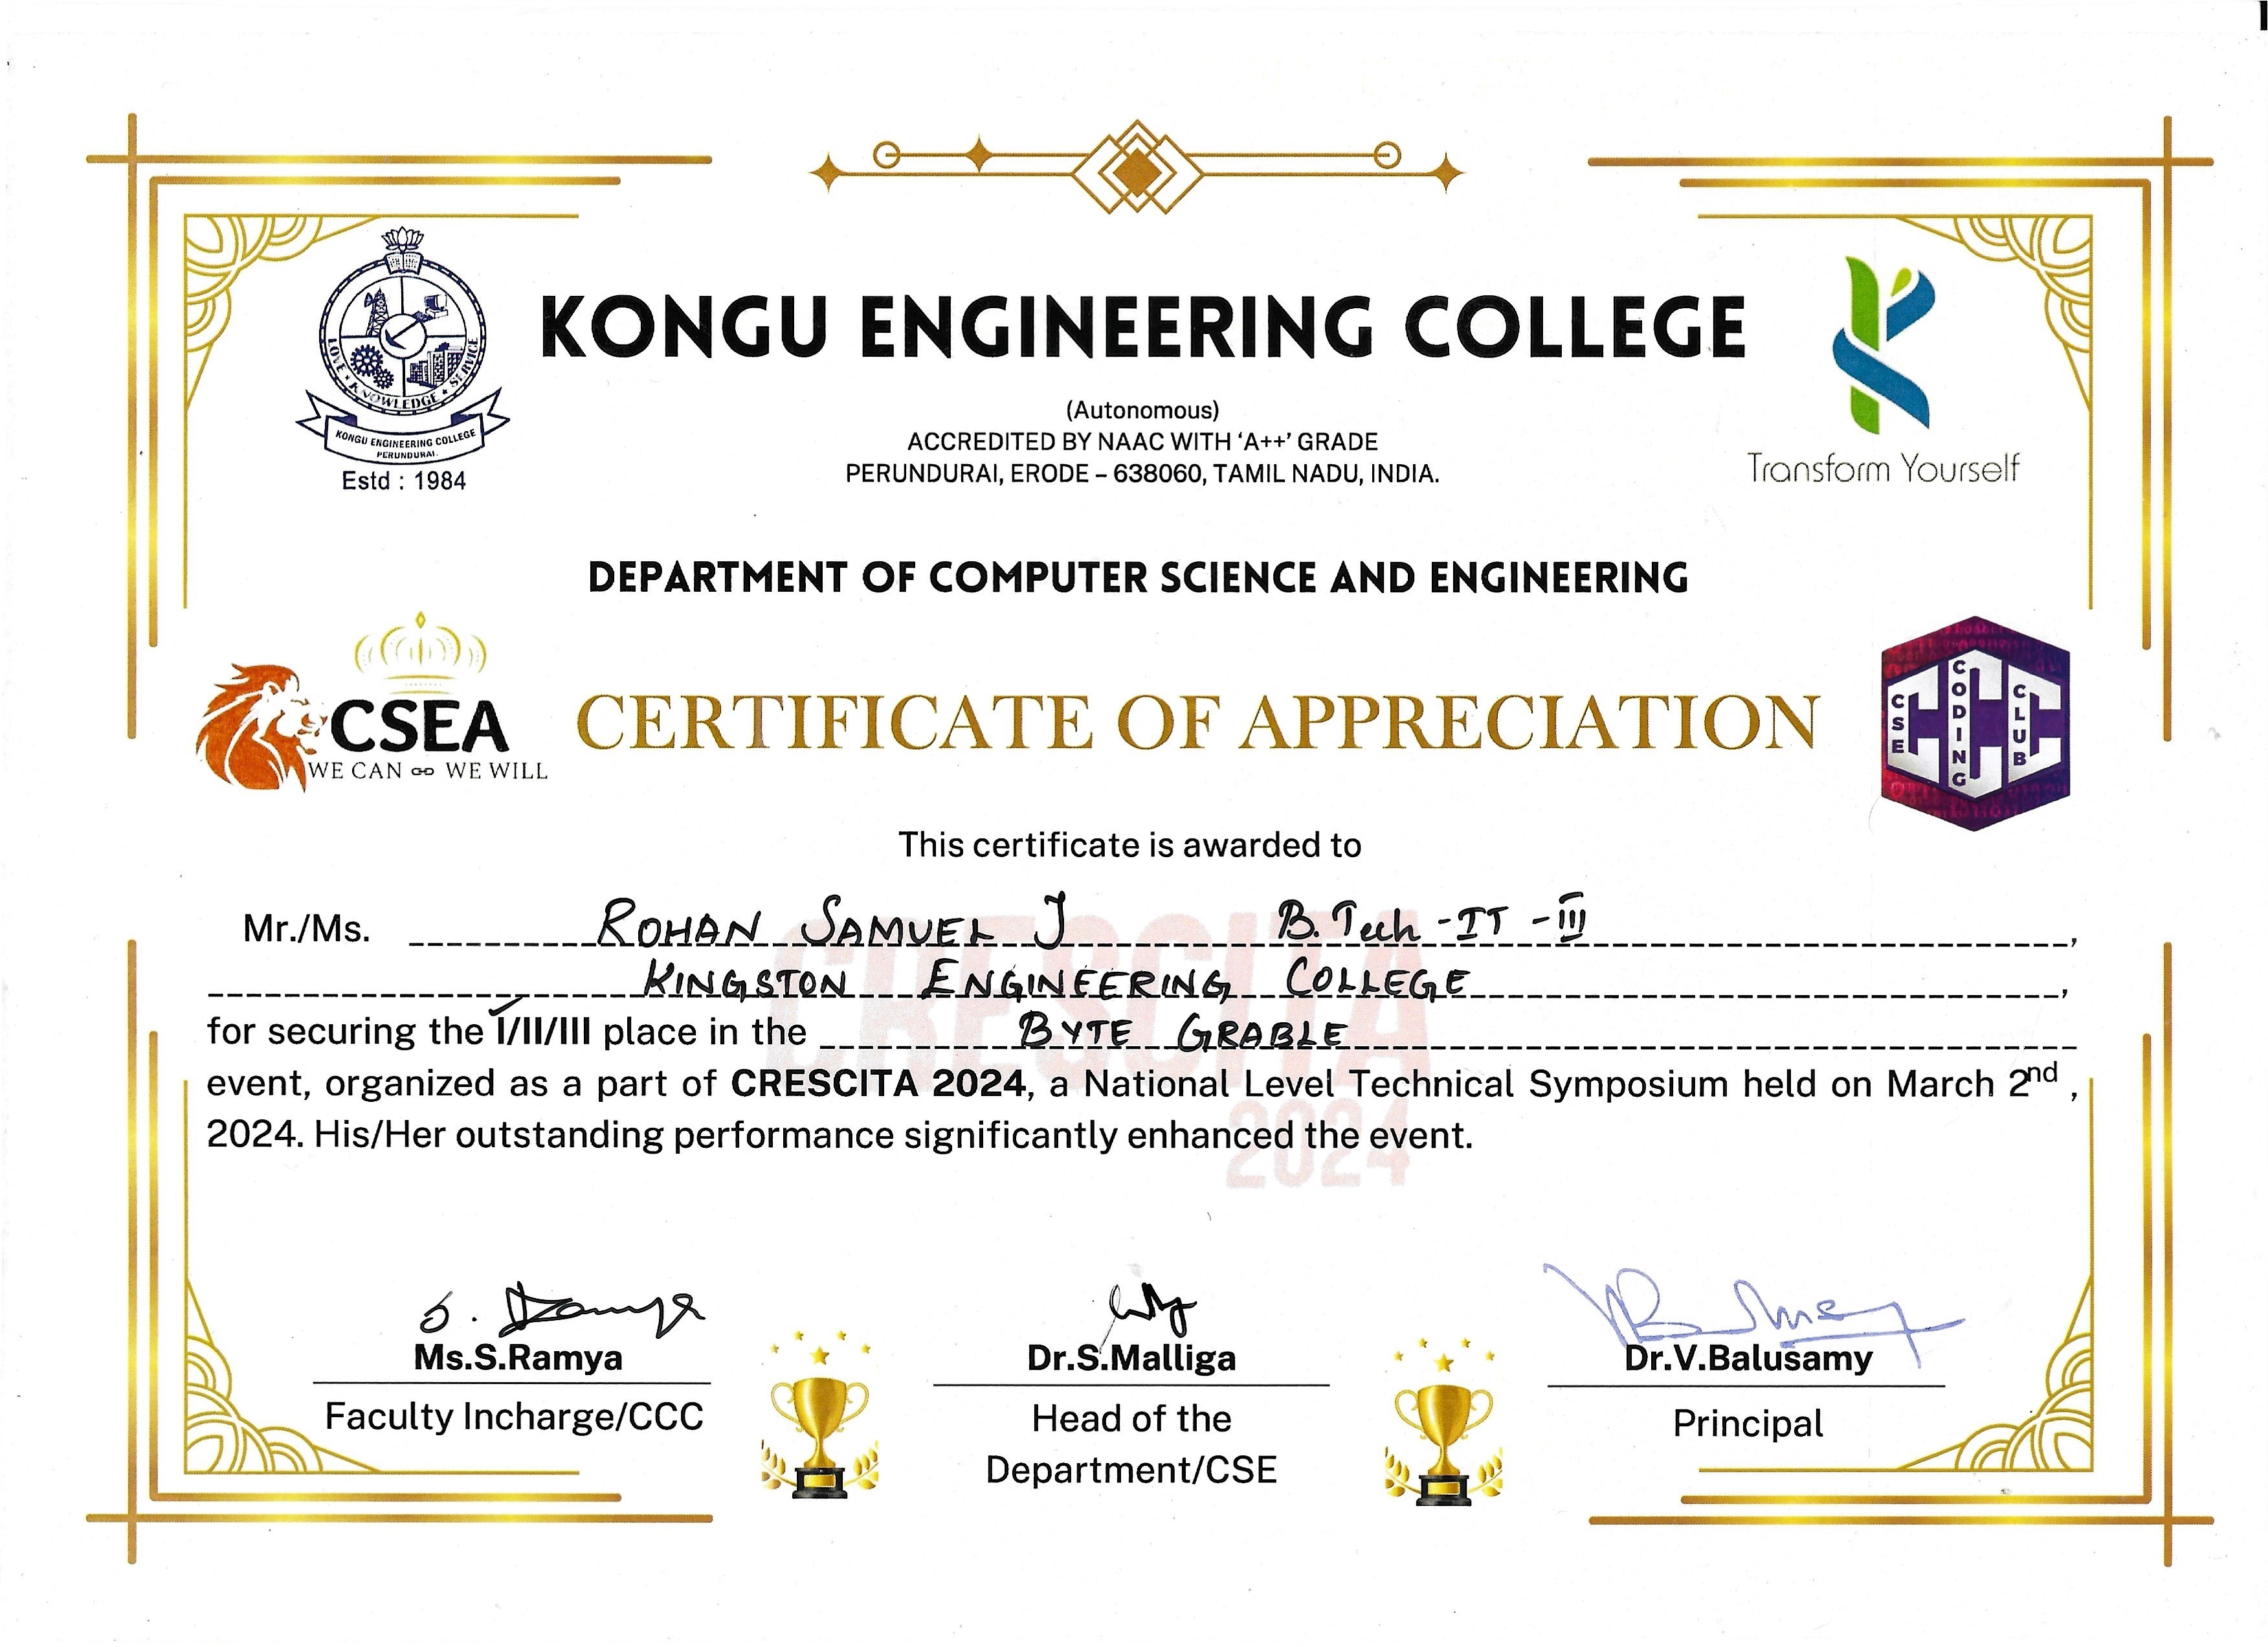 KONGU ENGINEERING COLLEGE
(Autonomous)
ACCREDITED BY NAAC WITH ‘A++’ GRADE
PERUNDURAI, ERODE – 638060, TAMIL NADU, INDIA.
LOVE * KNOWLEDGE * SERVICE
KONGU ENGINEERING COLLEGE
PERUNDURAI.
Estd : 1984
Transform Yourself
DEPARTMENT OF COMPUTER SCIENCE AND ENGINEERING
CSEA
WE CAN WE WILL
CERTIFICATE OF APPRECIATION
CSE
CODING
CLUB
This certificate is awarded to
Mr./Ms. ROHAN SAMUEL J B.Tech - IT - III,
KINGSTON ENGINEERING COLLEGE,
for securing the I/II/III place in the BYTE GRABLE
event, organized as a part of CRESCITA 2024, a National Level Technical Symposium held on March 2nd ,
2024. His/Her outstanding performance significantly enhanced the event.
CRESCITA
2024
S. Ramya
Ms.S.Ramya
Faculty Incharge/CCC
Dr.S.Malliga
Head of the
Department/CSE
Dr.V.Balusamy
Principal